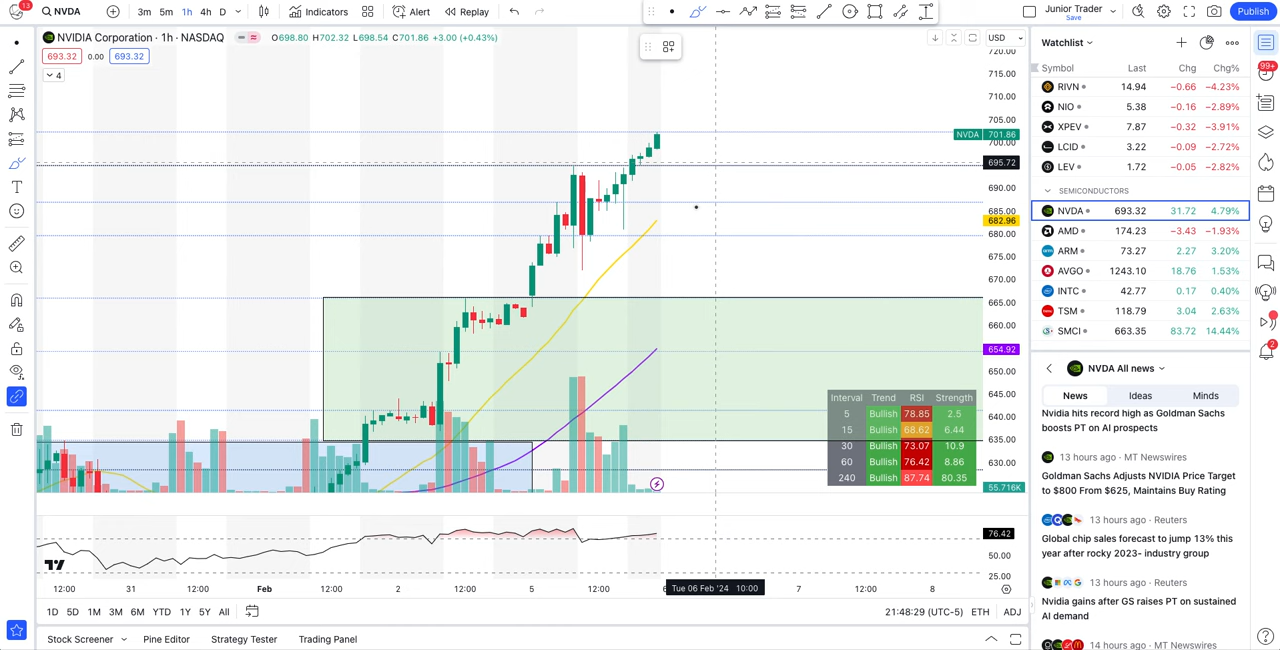 13
NVDA
3m 5m 1h 4h D
Indicators
Alert
Replay
Junior Trader
Save
Publish
NVIDIA Corporation · 1h · NASDAQ
O698.80 H702.32 L698.54 C701.86 +3.00 (+0.43%)
693.32 0.00 693.32
4
USD
720.00
715.00
710.00
705.00
NVDA 701.86
700.00
695.72
690.00
685.00
682.96
680.00
675.00
670.00
665.00
660.00
654.92
650.00
645.00
640.00
635.00
630.00
55.716K
Interval Trend RSI Strength
5 Bullish 78.85 2.5
15 Bullish 68.62 6.44
30 Bullish 73.07 10.9
60 Bullish 76.42 8.86
240 Bullish 87.74 80.35
76.42
50.00
25.00
12:00 31 12:00 Feb 12:00 2 12:00 5 12:00 Tue 06 Feb '24 10:00 7 12:00 8
1D 5D 1M 3M 6M YTD 1Y 5Y All
21:48:29 (UTC-5) ETH ADJ
Stock Screener Pine Editor Strategy Tester Trading Panel
Watchlist
Symbol Last Chg Chg%
RIVN 14.94 −0.66 −4.23%
NIO 5.38 −0.16 −2.89%
XPEV 7.87 −0.32 −3.91%
LCID 3.22 −0.09 −2.72%
LEV 1.72 −0.05 −2.82%
SEMICONDUCTORS
NVDA 693.32 31.72 4.79%
AMD 174.23 −3.43 −1.93%
ARM 73.27 2.27 3.20%
AVGO 1243.10 18.76 1.53%
INTC 42.77 0.17 0.40%
TSM 118.79 3.04 2.63%
SMCI 663.35 83.72 14.44%
NVDA All news
News Ideas Minds
Nvidia hits record high as Goldman Sachs
boosts PT on AI prospects
13 hours ago · MT Newswires
Goldman Sachs Adjusts NVIDIA Price Target
to $800 From $625, Maintains Buy Rating
13 hours ago · Reuters
Global chip sales forecast to jump 13% this
year after rocky 2023- industry group
13 hours ago · Reuters
Nvidia gains after GS raises PT on sustained
AI demand
14 hours ago · MT Newswires
99+
2